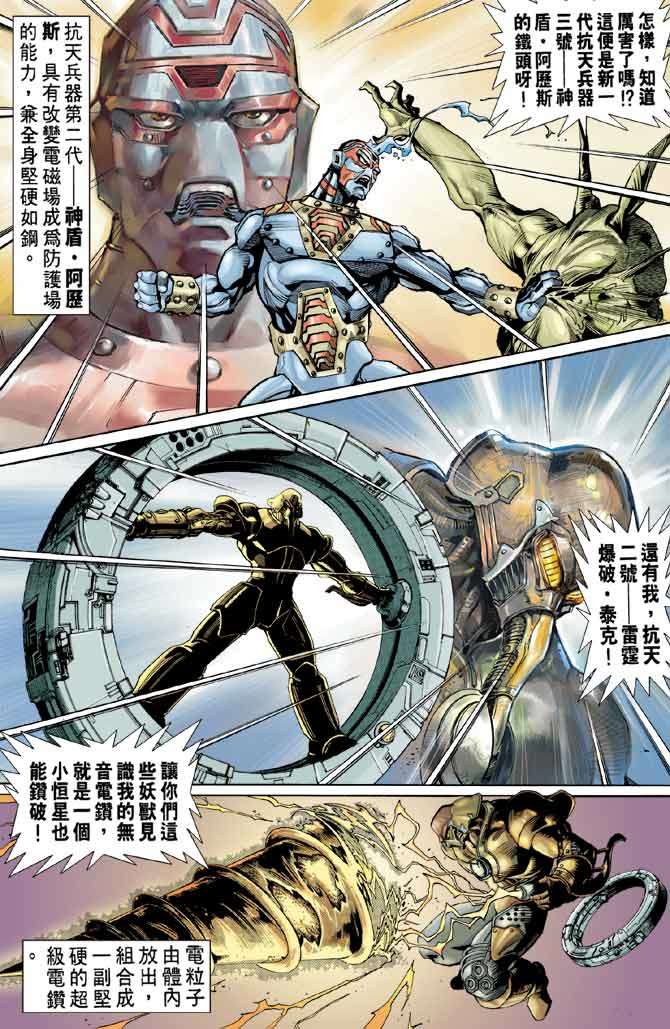 怎樣，知道
厲害了嗎!?
這便是新一
代抗天兵器
三號——神
盾·阿歷斯
的鐵頭呀！
抗天兵器第二代——神盾·阿歷
斯，具有改變電磁場成爲防護場
的能力，兼全身堅硬如鋼。
還有我，抗天
二號——雷霆
爆破·泰克！
讓你們這
些妖獸見
識我的無
音電鑽，
就是一個
小恒星也
能鑽破！
電粒子
由體內
放出，
組合成
一副堅
硬的超
級電鑽
。